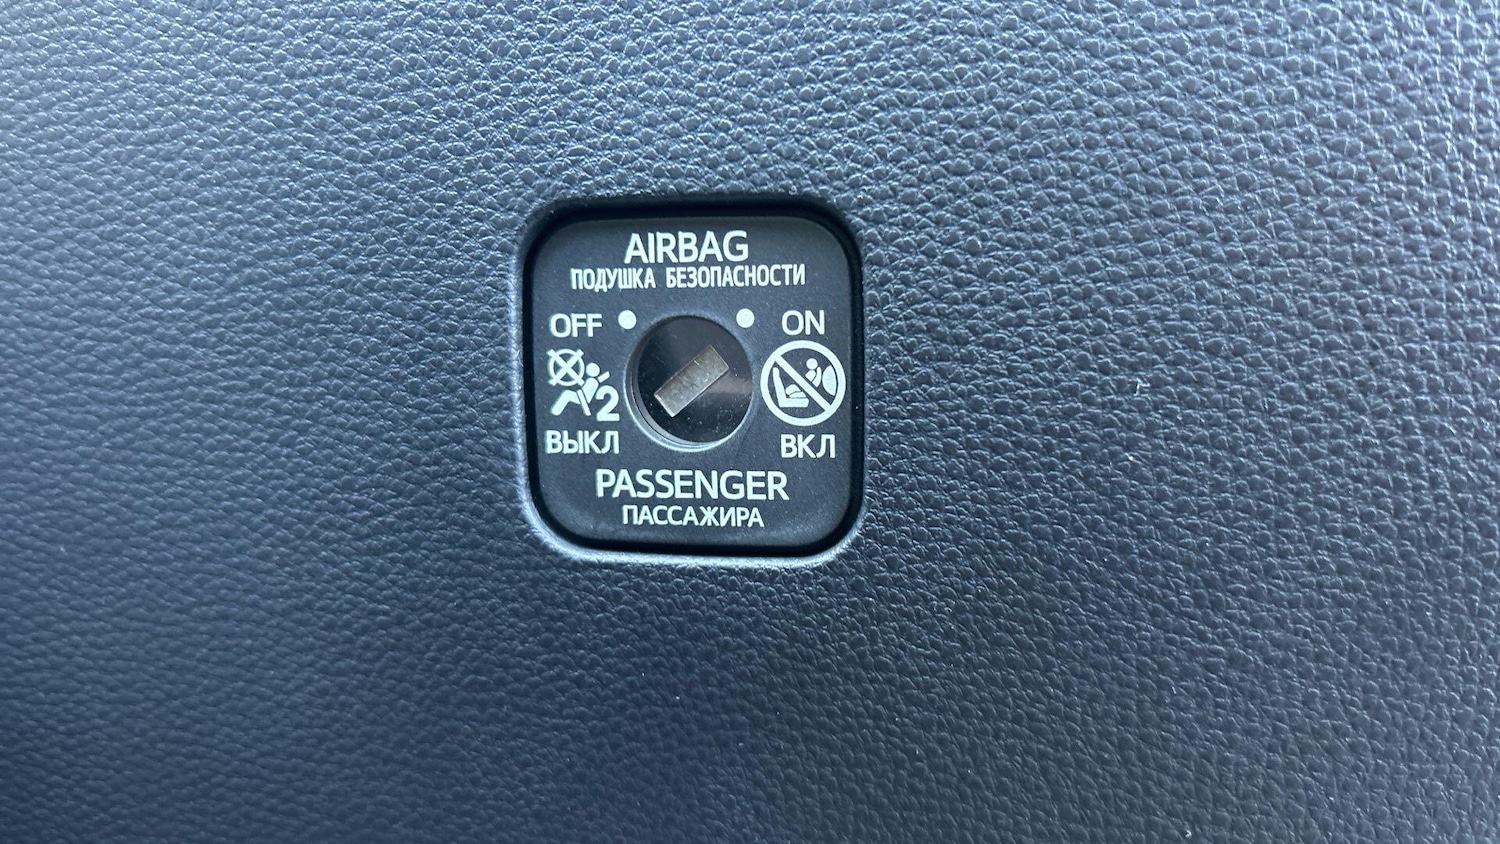 AIRBAG
ПОДУШКА БЕЗОПАСНОСТИ
OFF ON
2
ВЫКЛ ВКЛ
PASSENGER
ПАССАЖИРА